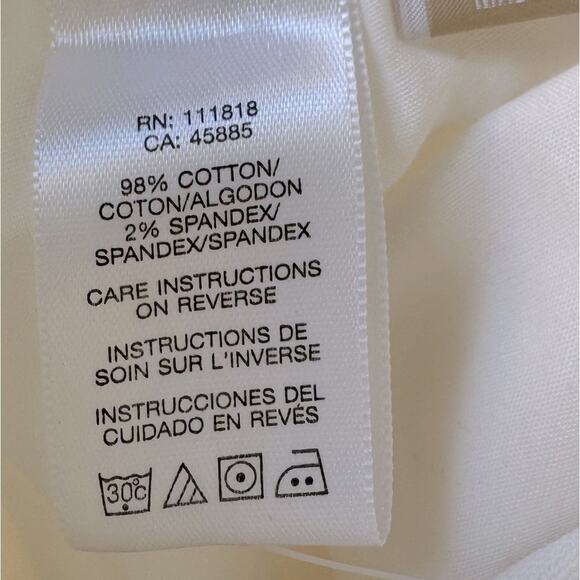 RN: 111818
CA: 45885
98% COTTON/
COTON/ALGODON
2% SPANDEX/
SPANDEX/SPANDEX
CARE INSTRUCTIONS
ON REVERSE
INSTRUCTIONS DE
SOIN SUR L'INVERSE
INSTRUCCIONES DEL
CUIDADO EN REVÉS
30°C